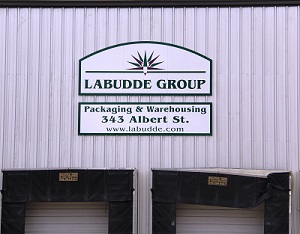 LABUDDE GROUP
Packaging & Warehousing
343 Albert St.
www.labudde.com